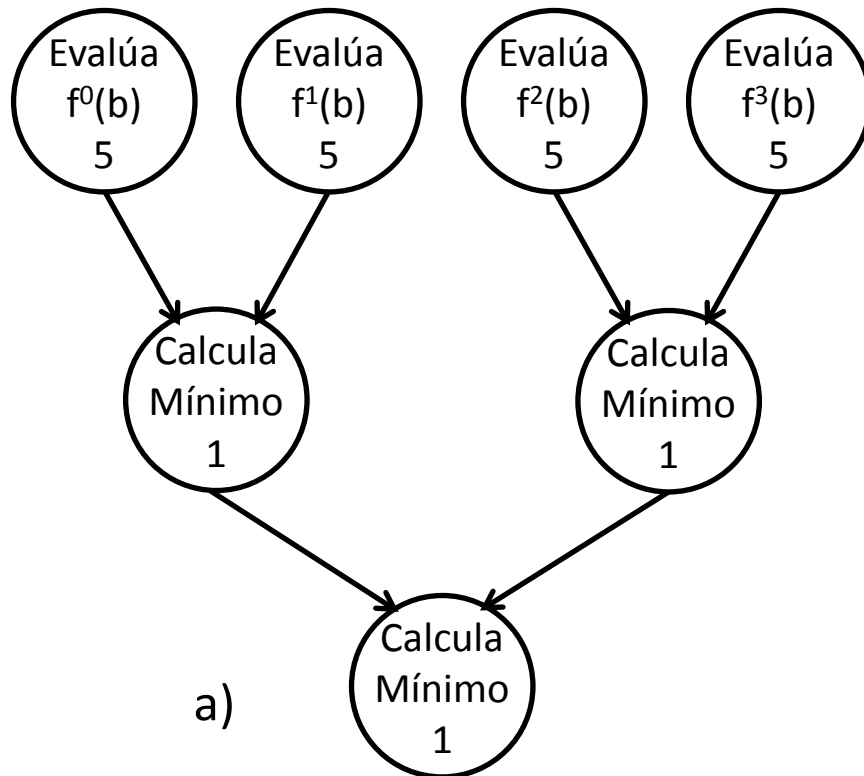 Evalúa
f⁰(b)
5
Evalúa
f¹(b)
5
Evalúa
f²(b)
5
Evalúa
f³(b)
5
Calcula
Mínimo
1
Calcula
Mínimo
1
Calcula
Mínimo
1
a)